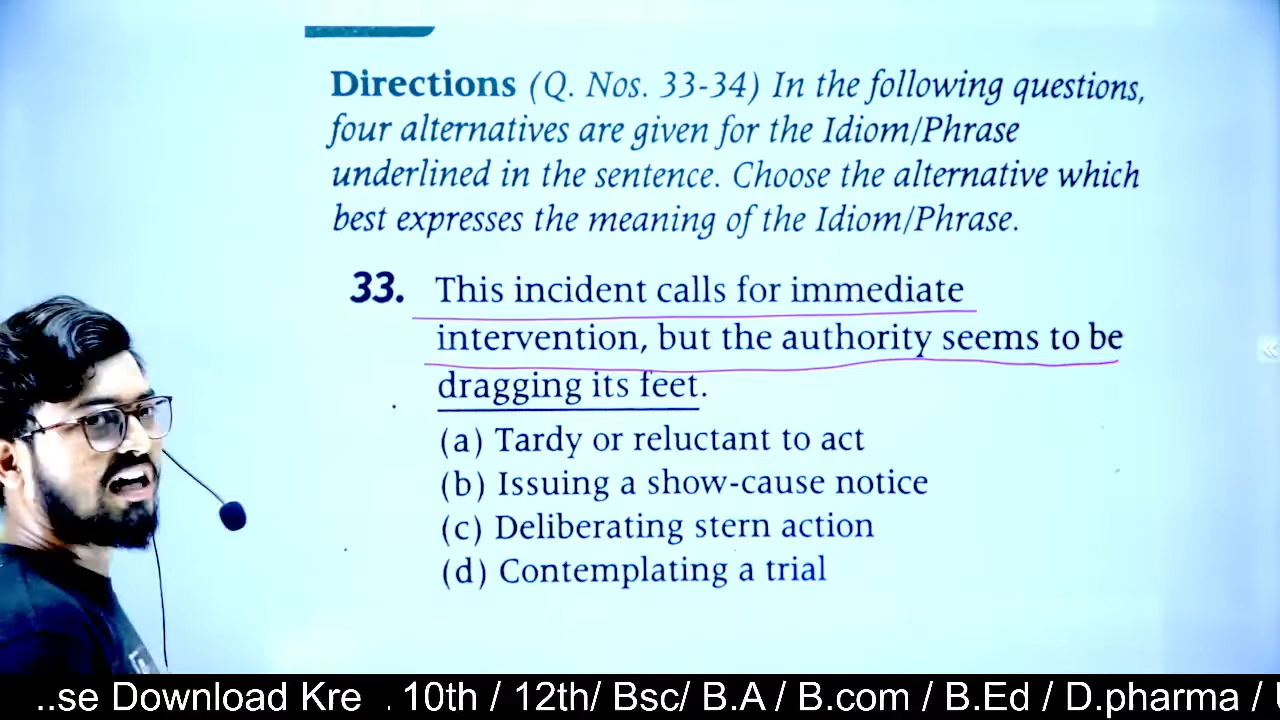 Directions (Q. Nos. 33-34) In the following questions,
four alternatives are given for the Idiom/Phrase
underlined in the sentence. Choose the alternative which
best expresses the meaning of the Idiom/Phrase.
33. This incident calls for immediate
intervention, but the authority seems to be
dragging its feet.
(a) Tardy or reluctant to act
(b) Issuing a show-cause notice
(c) Deliberating stern action
(d) Contemplating a trial
..se Download Kre . 10th / 12th/ Bsc/ B.A / B.com / B.Ed / D.pharma /